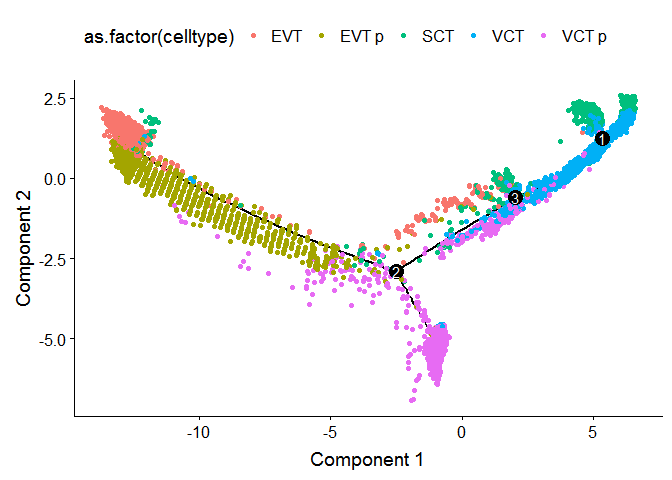 as.factor(celltype) EVT EVT p SCT VCT VCT p
2.5
0.0
-2.5
-5.0
Component 2
1
3
2
-10 -5 0 5
Component 1